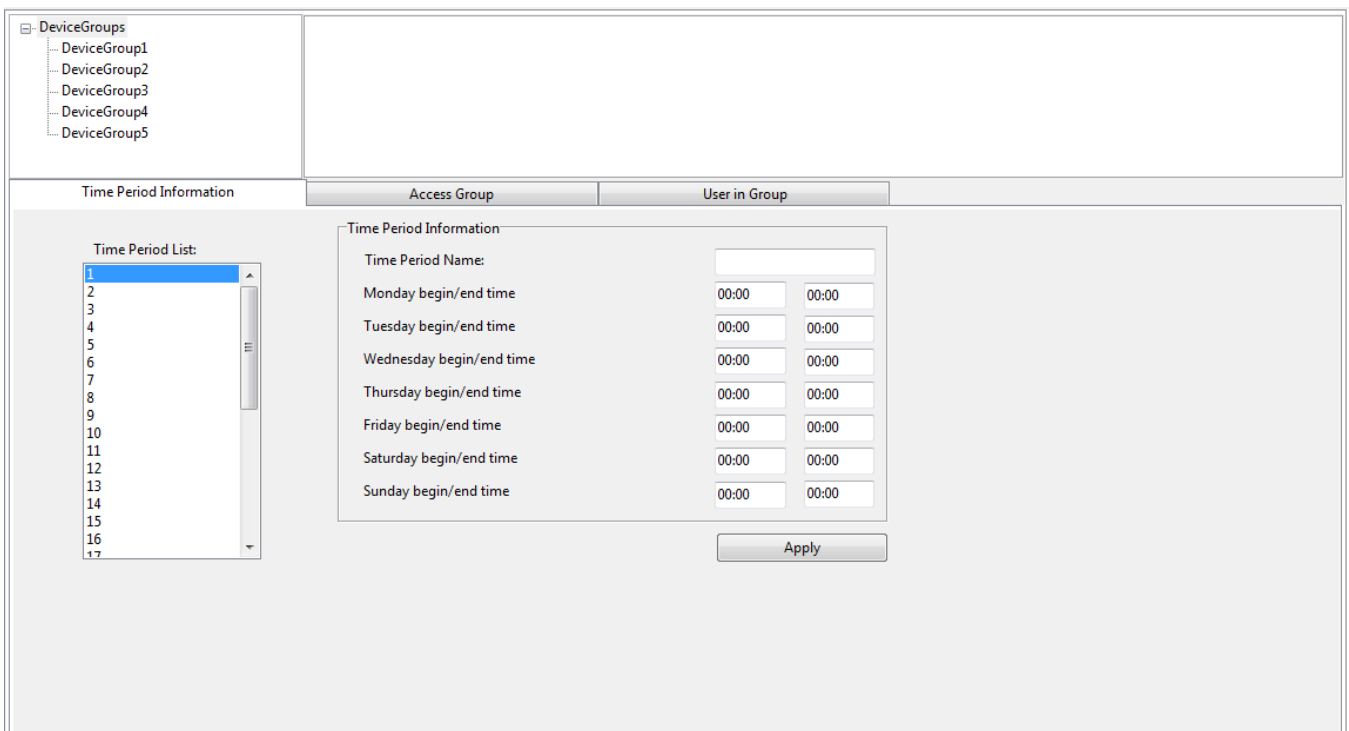 DeviceGroups
DeviceGroup1
DeviceGroup2
DeviceGroup3
DeviceGroup4
DeviceGroup5
Time Period Information Access Group User in Group
Time Period List:
1
2
3
4
5
6
7
8
9
10
11
12
13
14
15
16
17
Time Period Information
Time Period Name:
Monday begin/end time 00:00 00:00
Tuesday begin/end time 00:00 00:00
Wednesday begin/end time 00:00 00:00
Thursday begin/end time 00:00 00:00
Friday begin/end time 00:00 00:00
Saturday begin/end time 00:00 00:00
Sunday begin/end time 00:00 00:00
Apply